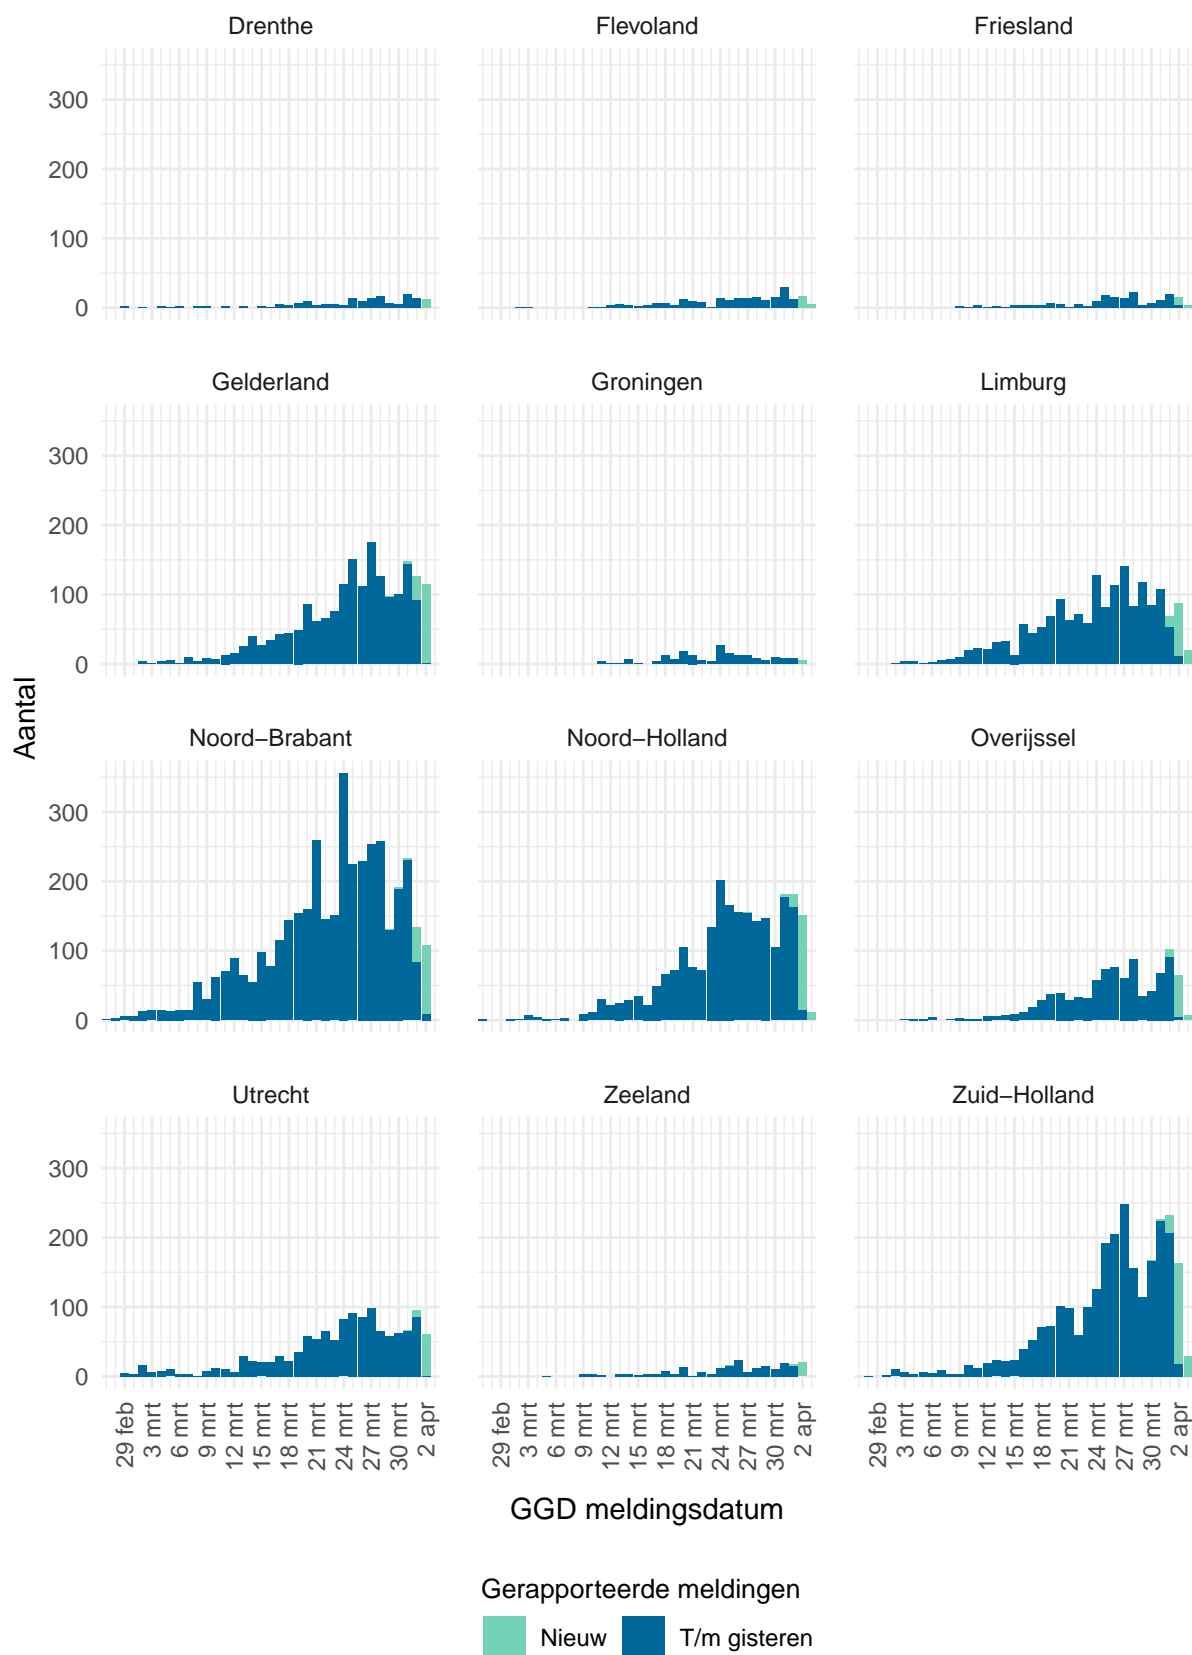 Drenthe Flevoland Friesland
300
200
100
0
Gelderland Groningen Limburg
300
200
100
0
Aantal
Noord−Brabant Noord−Holland Overijssel
300
200
100
0
Utrecht Zeeland Zuid−Holland
300
200
100
0
29 feb 3 mrt 6 mrt 9 mrt 12 mrt 15 mrt 18 mrt 21 mrt 24 mrt 27 mrt 30 mrt 2 apr 29 feb 3 mrt 6 mrt 9 mrt 12 mrt 15 mrt 18 mrt 21 mrt 24 mrt 27 mrt 30 mrt 2 apr 29 feb 3 mrt 6 mrt 9 mrt 12 mrt 15 mrt 18 mrt 21 mrt 24 mrt 27 mrt 30 mrt 2 apr
GGD meldingsdatum
Gerapporteerde meldingen
Nieuw T/m gisteren